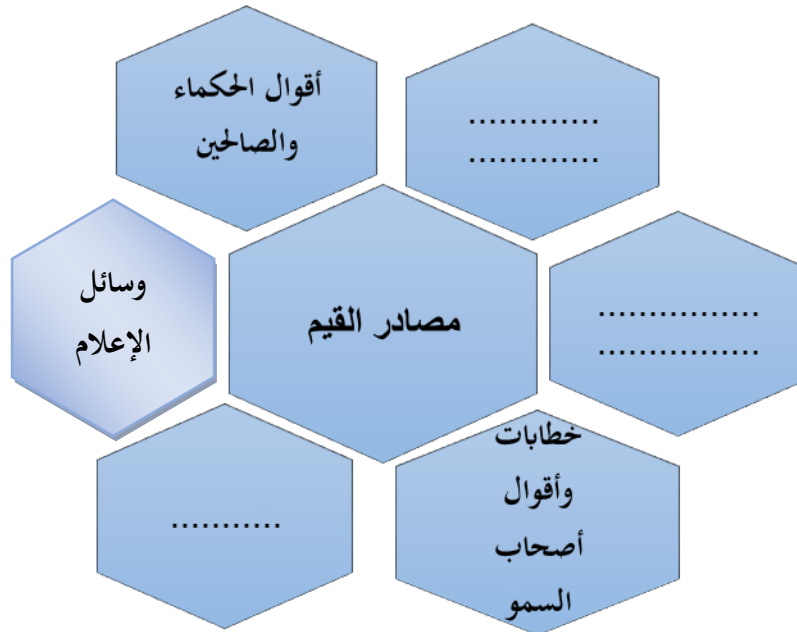 أقوال الحكماء
والصالحين
.............
.............
وسائل
الإعلام
مصادر القيم
................
................
...........
خطابات
وأقوال
أصحاب
السمو